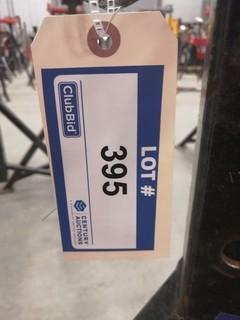 LOT #
395
ClubBid
CENTURY
AUCTIONS